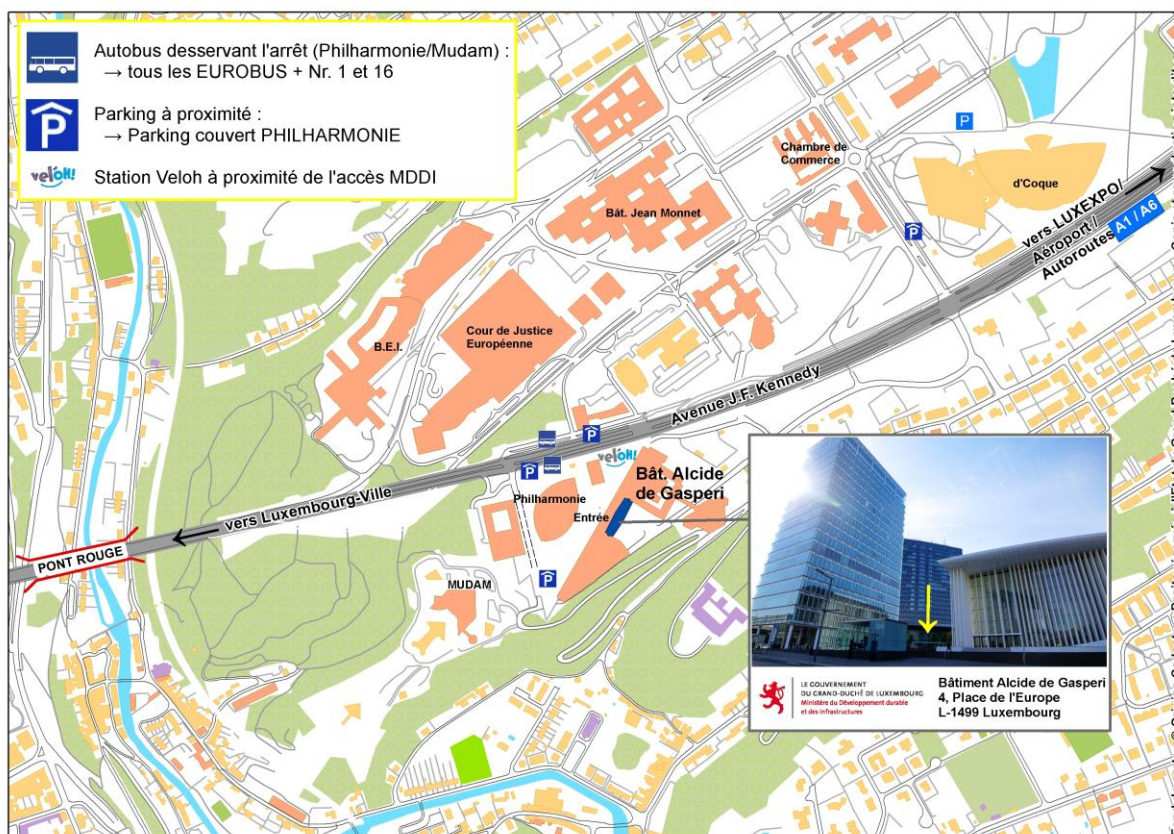 Autobus desservant l'arrêt (Philharmonie/Mudam) :
→ tous les EUROBUS + Nr. 1 et 16
P
Parking à proximité :
→ Parking couvert PHILHARMONIE
vel'OH!
Station Veloh à proximité de l'accès MDDI
P
Chambre de
Commerce
d'Coque
Bât. Jean Monnet
P
vers LUXEXPO/
Aéroport /
Autoroutes
A1 / A6
Cour de Justice
Européenne
B.E.I.
Avenue J.F. Kennedy
P
P
vel'OH!
Bât. Alcide
de Gasperi
Philharmonie
Entrée
vers Luxembourg-Ville
PONT ROUGE
MUDAM
P
LE GOUVERNEMENT
DU GRAND-DUCHÉ DE LUXEMBOURG
Ministère du Développement durable
et des Infrastructures
Bâtiment Alcide de Gasperi
4, Place de l'Europe
L-1499 Luxembourg